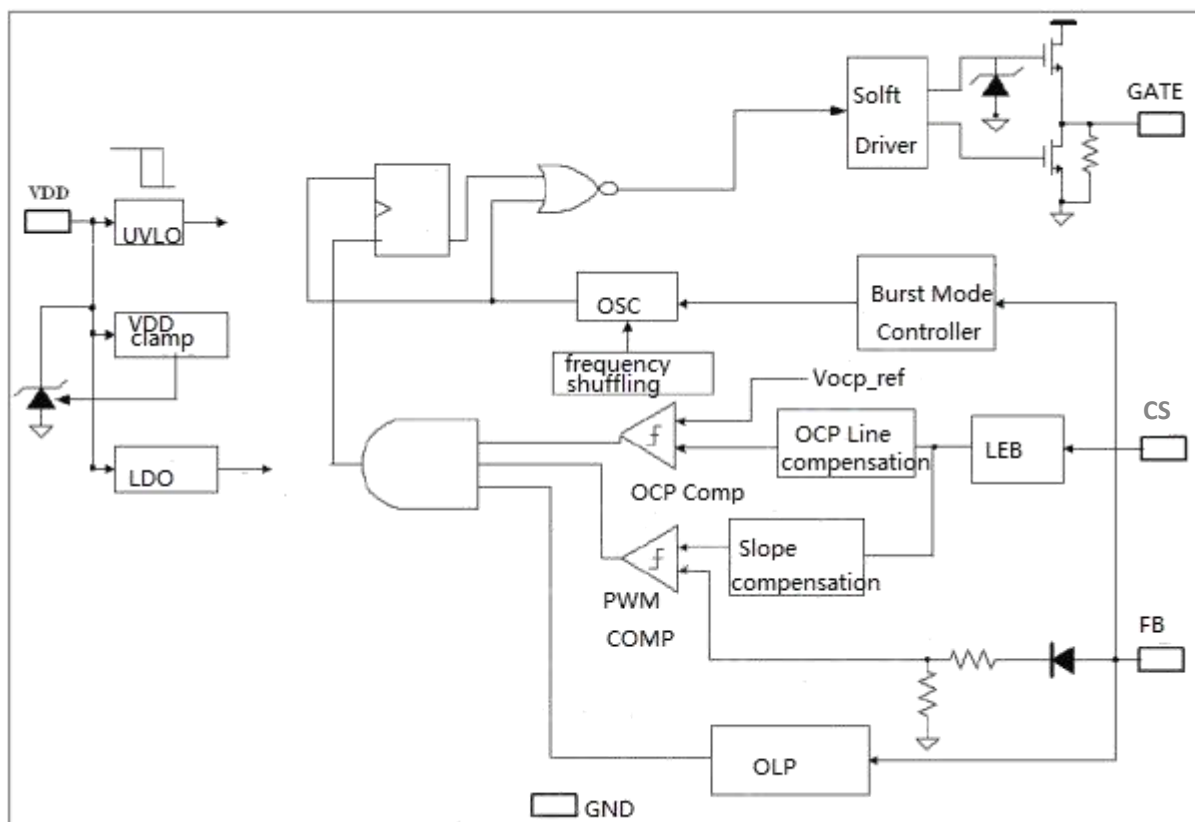 Solft
Driver
GATE
VDD
UVLO
OSC
Burst Mode
Controller
VDD
clamp
frequency
shuffling
Vocp_ref
CS
OCP Line
compensation
LEB
LDO
OCP Comp
Slope
compensation
PWM
COMP
FB
OLP
GND